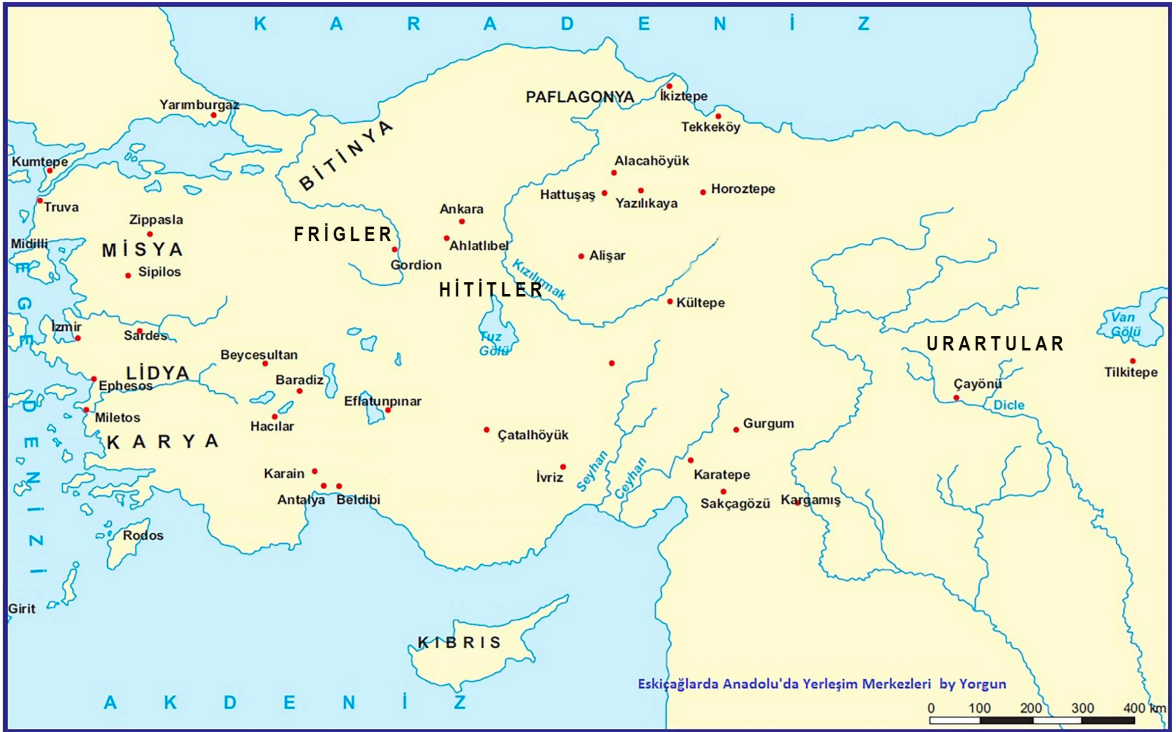 K A R A D E N İ Z
PAFLAGONYA
İkiztepe
Yarımburgaz
Tekkeköy
BİTİNYA
Kumtepe
Alacahöyük
Hattuşaş
Yazılıkaya
Horoztepe
Truva
Zippasla
Ankara
Midilli
MİSYA
FRİGLER
Ahlatlıbel
Sipilos
Gordion
Alişar
Kızılırmak
HİTİTLER
Kültepe
E G E D E N İ Z İ
İzmir
Sardes
Tuz
Gölü
Van
Gölü
URARTULAR
Beycesultan
LİDYA
Baradiz
Ephesos
Tilkitepe
Çayönü
Eflatunpınar
Dicle
Miletos
Hacılar
KARYA
Çatalhöyük
Gurgum
Karain
İvriz
Seyhan
Ceyhan
Karatepe
Antalya
Beldibi
Sakçagözü
Kargamış
Rodos
Girit
KIBRIS
Eskiçağlarda Anadolu'da Yerleşim Merkezleri by Yorgun
A K D E N İ Z
0 100 200 300 400 km